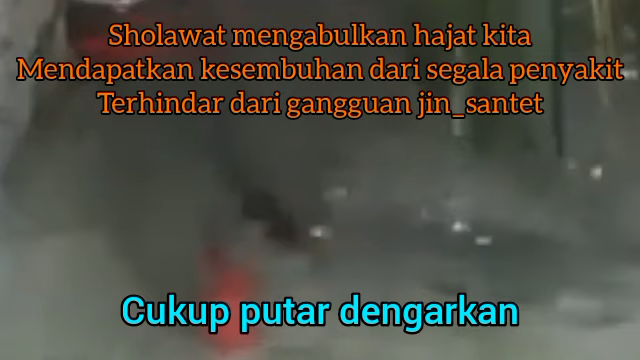 Sholawat mengabulkan hajat kita
Mendapatkan kesembuhan dari segala penyakit
Terhindar dari gangguan jin_santet
Cukup putar dengarkan